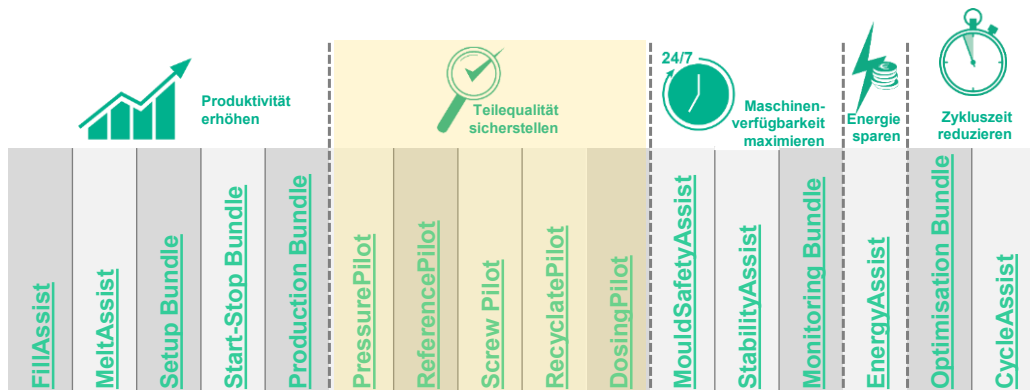 Produktivität
erhöhen
Teilequalität
sicherstellen
24/7
Maschinen-
verfügbarkeit
maximieren
Energie
sparen
Zykluszeit
reduzieren
FillAssist
MeltAssist
Setup Bundle
Start-Stop Bundle
Production Bundle
PressurePilot
ReferencePilot
Screw Pilot
RecyclatePilot
DosingPilot
MouldSafetyAssist
StabilityAssist
Monitoring Bundle
EnergyAssist
Optimisation Bundle
CycleAssist